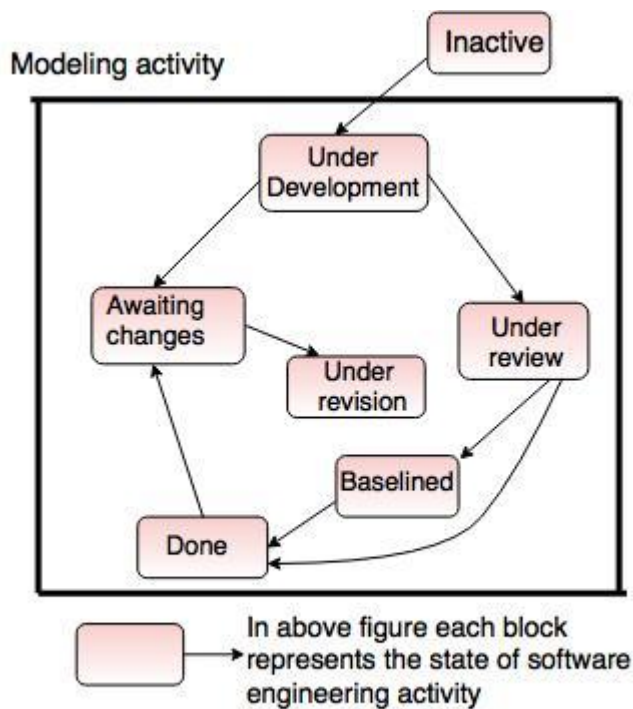 Inactive
Modeling activity
Under
Development
Awaiting
changes
Under
review
Under
revision
Baselined
Done
In above figure each block
represents the state of software
engineering activity